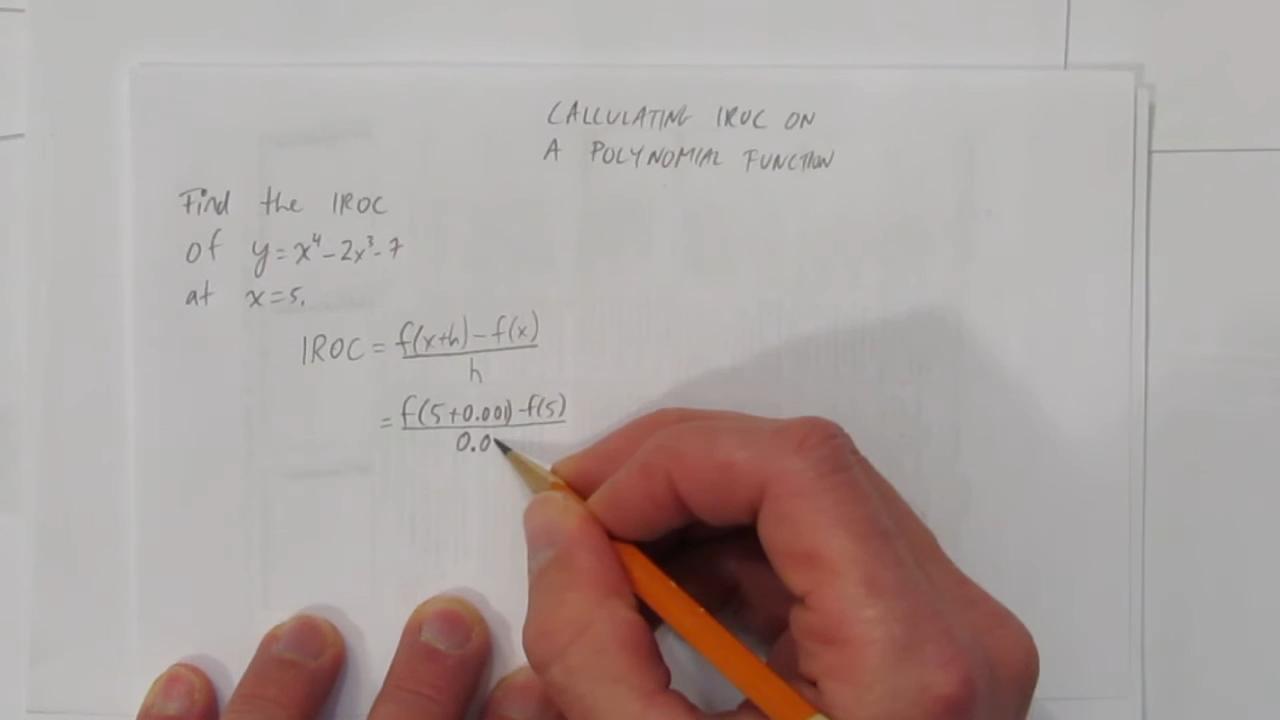 CALCULATING IROC ON
A POLYNOMIAL FUNCTION
Find the IROC
of y=x⁴-2x³-7
at x=5.
IROC = f(x+h)-f(x)
h
= f(5+0.001)-f(5)
0.0